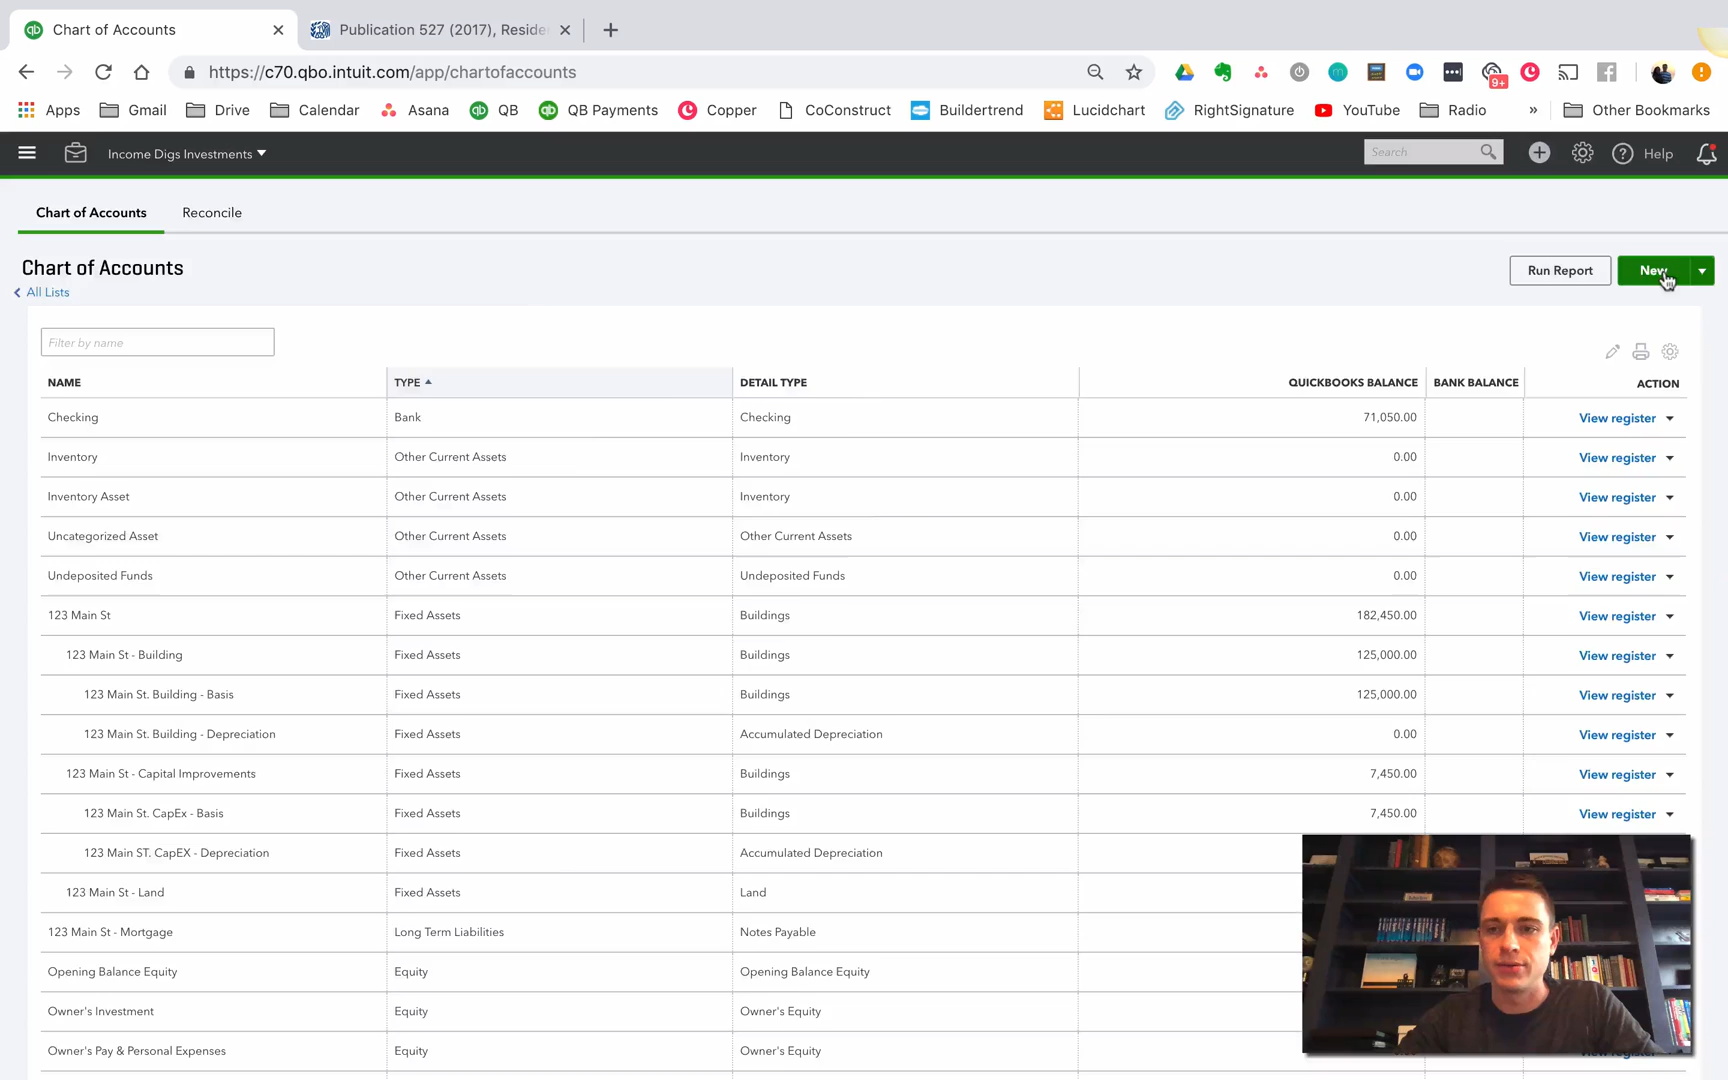 Chart of Accounts
Publication 527 (2017), Reside
https://c70.qbo.intuit.com/app/chartofaccounts
9+
Apps Gmail Drive Calendar Asana QB QB Payments Copper CoConstruct Buildertrend Lucidchart RightSignature YouTube Radio » Other Bookmarks
Income Digs Investments Search Help
Chart of Accounts Reconcile
Chart of Accounts
Run Report New
All Lists
Filter by name
NAME TYPE DETAIL TYPE QUICKBOOKS BALANCE BANK BALANCE ACTION
Checking Bank Checking 71,050.00 View register
Inventory Other Current Assets Inventory 0.00 View register
Inventory Asset Other Current Assets Inventory 0.00 View register
Uncategorized Asset Other Current Assets Other Current Assets 0.00 View register
Undeposited Funds Other Current Assets Undeposited Funds 0.00 View register
123 Main St Fixed Assets Buildings 182,450.00 View register
123 Main St - Building Fixed Assets Buildings 125,000.00 View register
123 Main St. Building - Basis Fixed Assets Buildings 125,000.00 View register
123 Main St. Building - Depreciation Fixed Assets Accumulated Depreciation 0.00 View register
123 Main St - Capital Improvements Fixed Assets Buildings 7,450.00 View register
123 Main St. CapEx - Basis Fixed Assets Buildings 7,450.00 View register
123 Main ST. CapEX - Depreciation Fixed Assets Accumulated Depreciation
123 Main St - Land Fixed Assets Land
123 Main St - Mortgage Long Term Liabilities Notes Payable
Opening Balance Equity Equity Opening Balance Equity
Owner's Investment Equity Owner's Equity
Owner's Pay & Personal Expenses Equity Owner's Equity View register